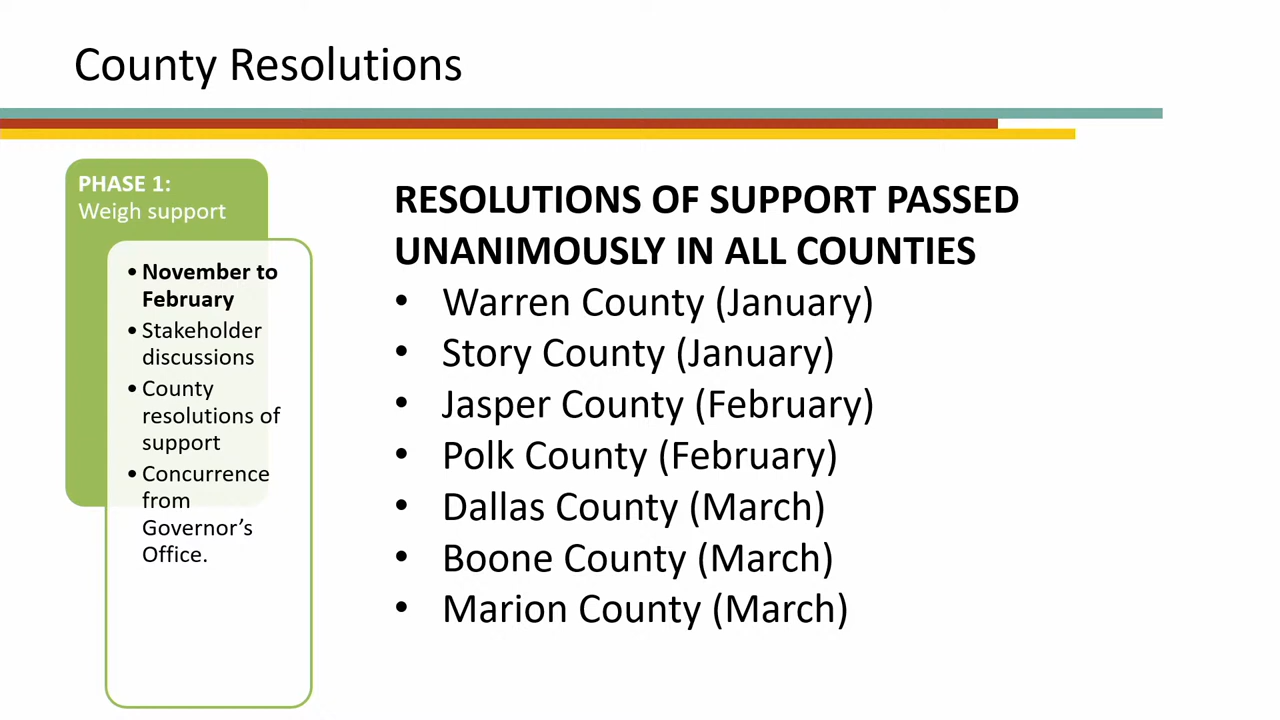 County Resolutions
PHASE 1:
Weigh support
• November to
February
• Stakeholder
discussions
• County
resolutions of
support
• Concurrence
from
Governor’s
Office.
RESOLUTIONS OF SUPPORT PASSED
UNANIMOUSLY IN ALL COUNTIES
• Warren County (January)
• Story County (January)
• Jasper County (February)
• Polk County (February)
• Dallas County (March)
• Boone County (March)
• Marion County (March)